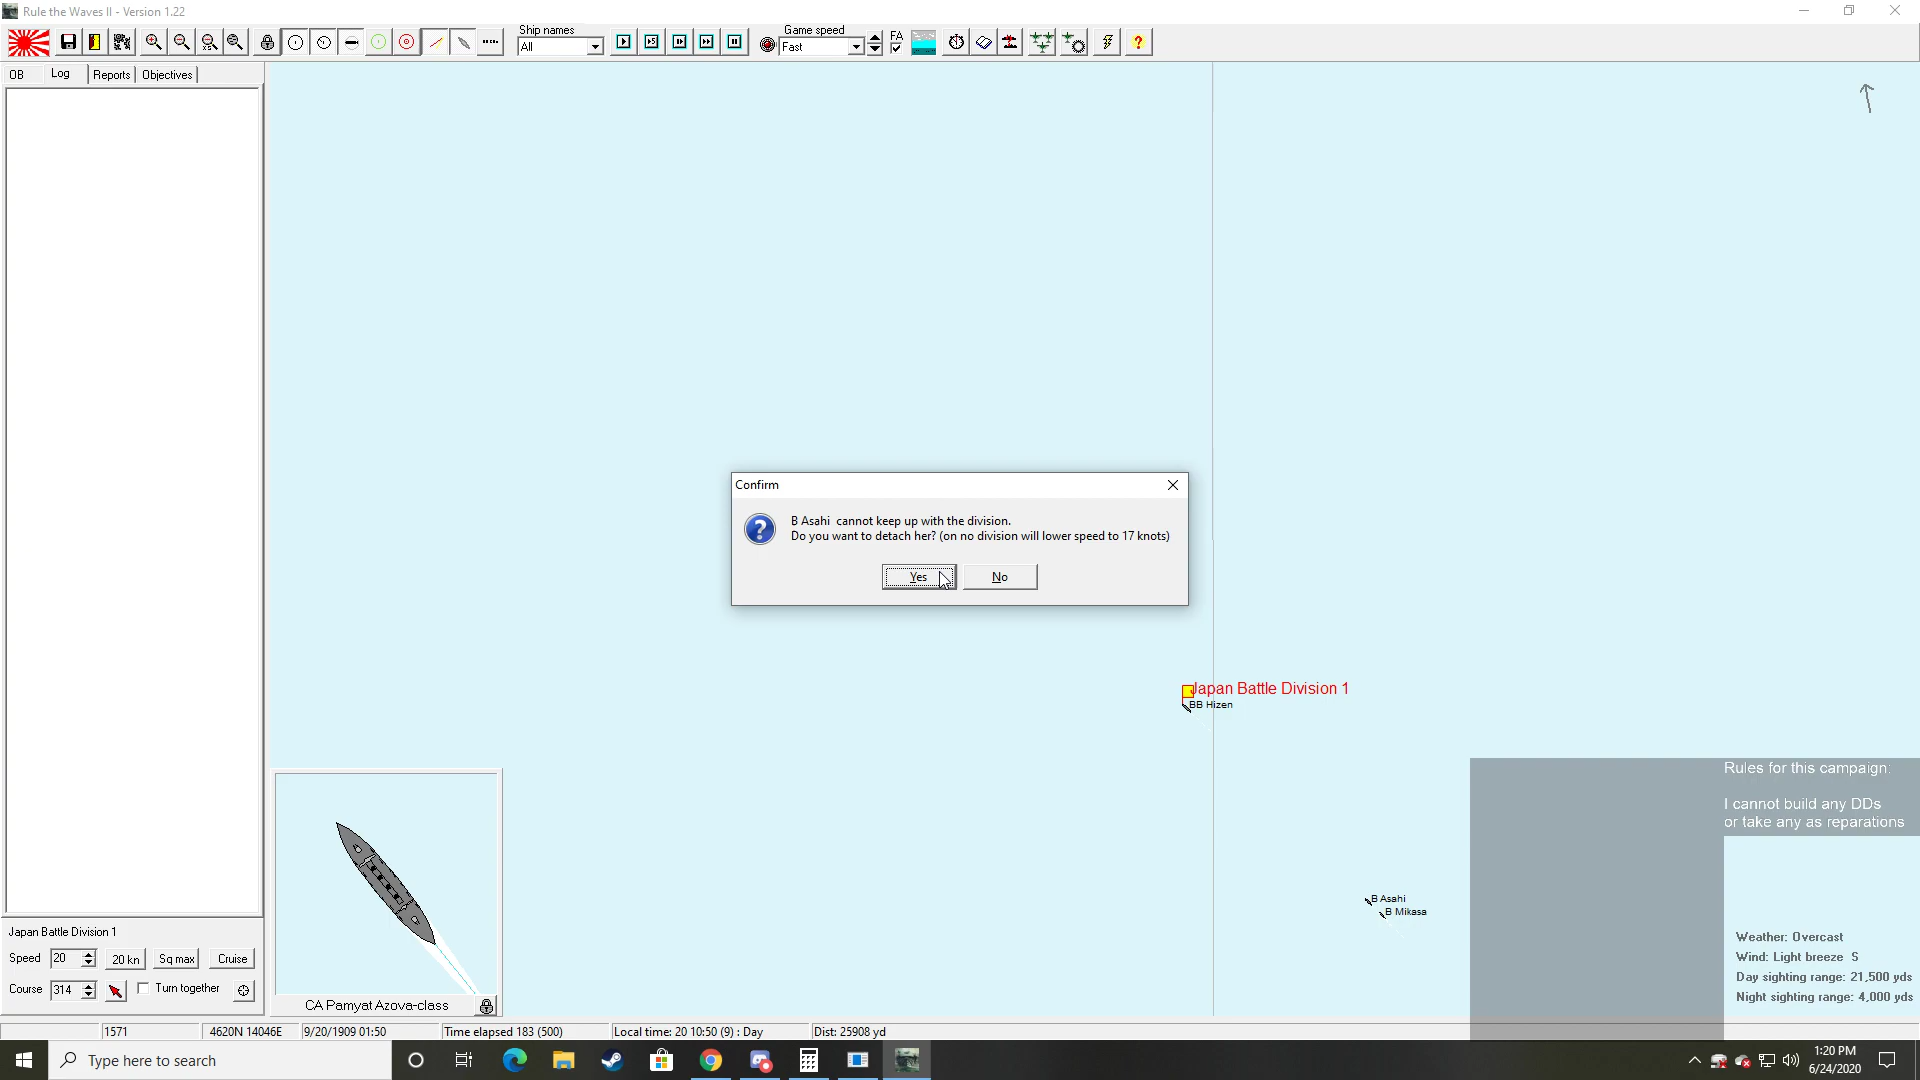 Rule the Waves II - Version 1.22
Ship names
All
Game speed
Fast
FA
OB
Log
Reports
Objectives
Confirm
B Asahi  cannot keep up with the division.
Do you want to detach her? (on no division will lower speed to 17 knots)
Yes
No
Japan Battle Division 1
BB Hizen
B Asahi
B Mikasa
Rules for this campaign:
I cannot build any DDs
or take any as reparations
Weather: Overcast
Wind: Light breeze  S
Day sighting range: 21,500 yds
Night sighting range: 4,000 yds
Japan Battle Division 1
Speed 20 20 kn Sq max Cruise
Course 314 Turn together
CA Pamyat Azova-class
1571 4620N 14046E 9/20/1909 01:50 Time elapsed 183 (500) Local time: 20 10:50 (9) : Day Dist: 25908 yd
Type here to search
1:20 PM
6/24/2020